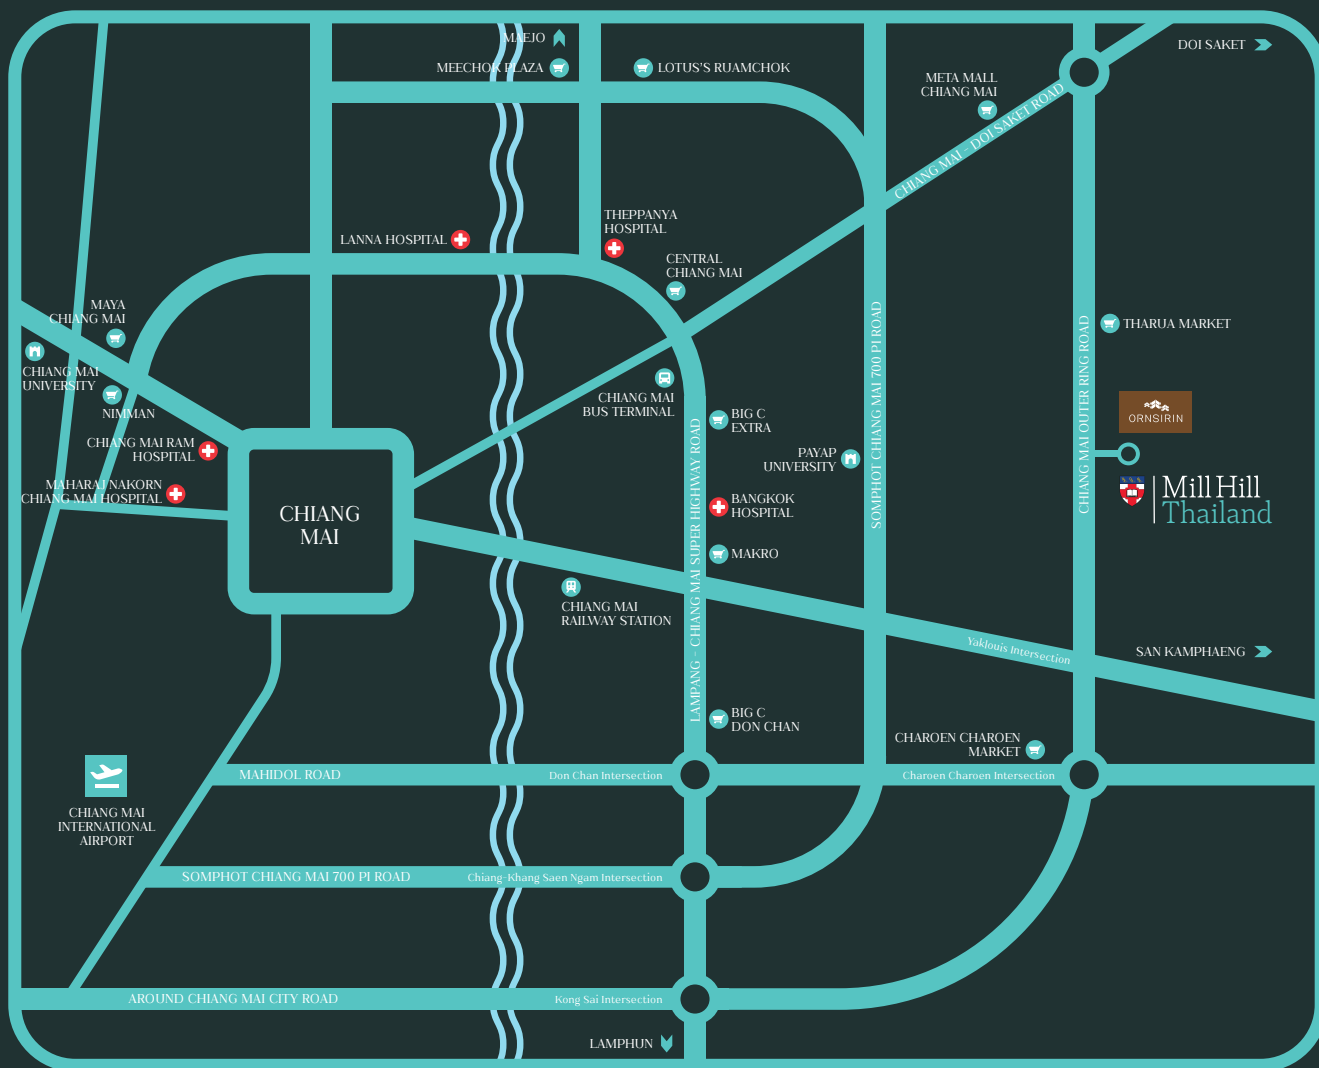 MAEJO
DOI SAKET
MEECHOK PLAZA
LOTUS'S RUAMCHOK
META MALL
CHIANG MAI
CHIANG MAI - DOI SAKET ROAD
THEPPANYA
HOSPITAL
LANNA HOSPITAL
CENTRAL
CHIANG MAI
MAYA
CHIANG MAI
THARUA MARKET
CHIANG MAI
UNIVERSITY
NIMMAN
CHIANG MAI
BUS TERMINAL
BIG C
EXTRA
ORNSIRIN
CHIANG MAI RAM
HOSPITAL
PAYAP
UNIVERSITY
SOMPHOT CHIANG MAI 700 PI ROAD
CHIANG MAI OUTER RING ROAD
LAMPANG - CHIANG MAI SUPER HIGHWAY ROAD
MAHARAJ NAKORN
CHIANG MAI HOSPITAL
BANGKOK
HOSPITAL
Mill Hill
Thailand
CHIANG
MAI
MAKRO
CHIANG MAI
RAILWAY STATION
Yaklouis Intersection
SAN KAMPHAENG
BIG C
DON CHAN
CHAROEN CHAROEN
MARKET
MAHIDOL ROAD
Don Chan Intersection
Charoen Charoen Intersection
CHIANG MAI
INTERNATIONAL
AIRPORT
SOMPHOT CHIANG MAI 700 PI ROAD
Chiang-Khang Saen Ngam Intersection
AROUND CHIANG MAI CITY ROAD
Kong Sai Intersection
LAMPHUN